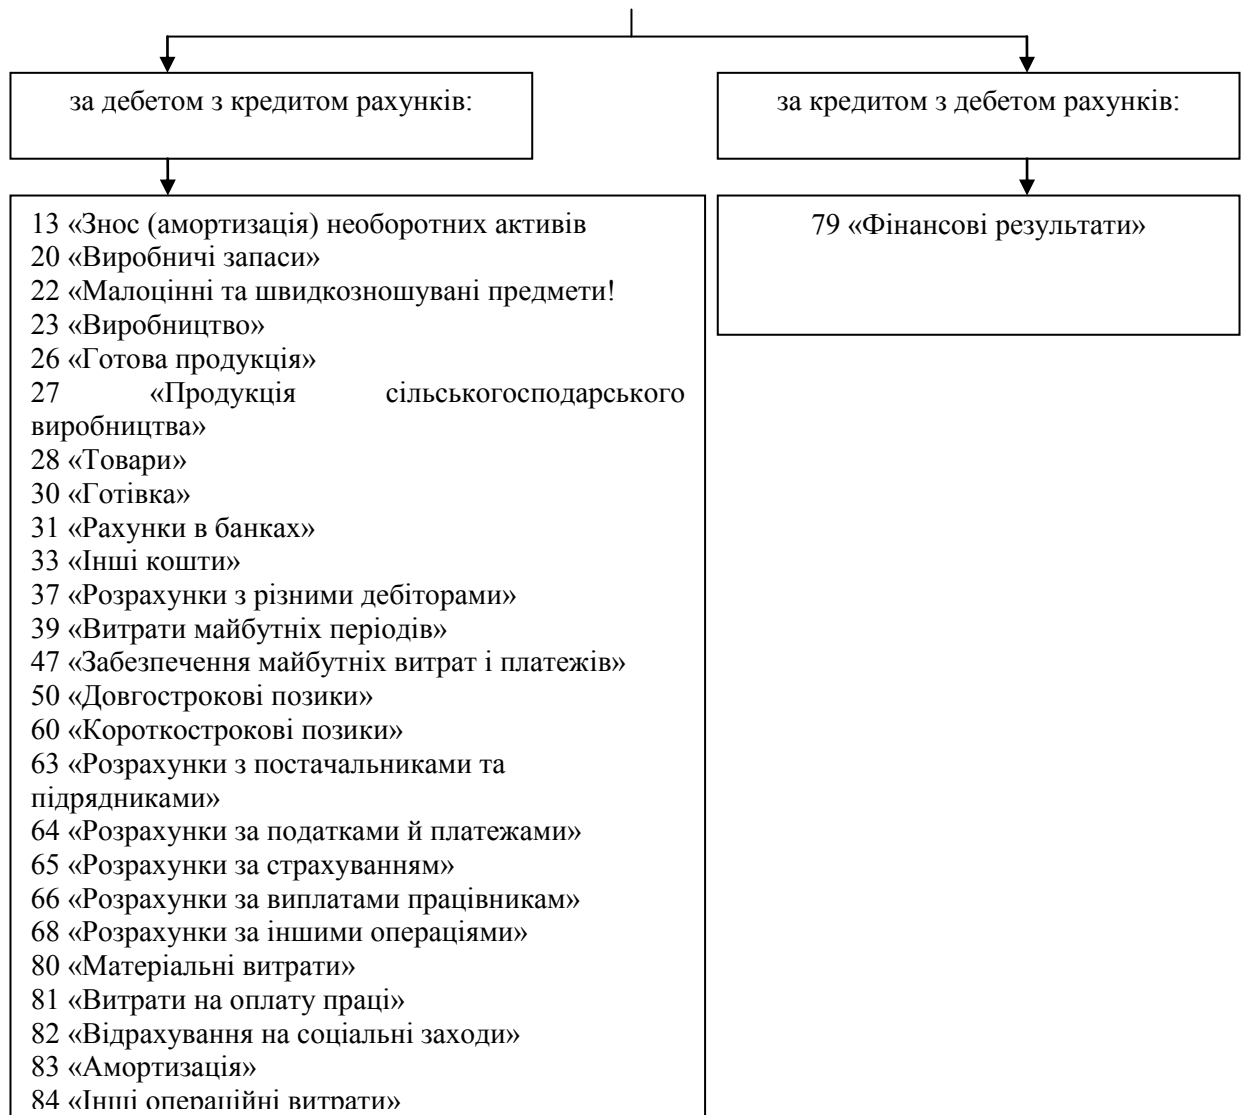 за дебетом з кредитом рахунків:
за кредитом з дебетом рахунків:
13 «Знос (амортизація) необоротних активів
20 «Виробничі запаси»
22 «Малоцінні та швидкозношувані предмети!
23 «Виробництво»
26 «Готова продукція»
27 «Продукція сільськогосподарського
виробництва»
28 «Товари»
30 «Готівка»
31 «Рахунки в банках»
33 «Інші кошти»
37 «Розрахунки з різними дебіторами»
39 «Витрати майбутніх періодів»
47 «Забезпечення майбутніх витрат і платежів»
50 «Довгострокові позики»
60 «Короткострокові позики»
63 «Розрахунки з постачальниками та
підрядниками»
64 «Розрахунки за податками й платежами»
65 «Розрахунки за страхуванням»
66 «Розрахунки за виплатами працівникам»
68 «Розрахунки за іншими операціями»
80 «Матеріальні витрати»
81 «Витрати на оплату праці»
82 «Відрахування на соціальні заходи»
83 «Амортизація»
84 «Інші операційні витрати»
79 «Фінансові результати»